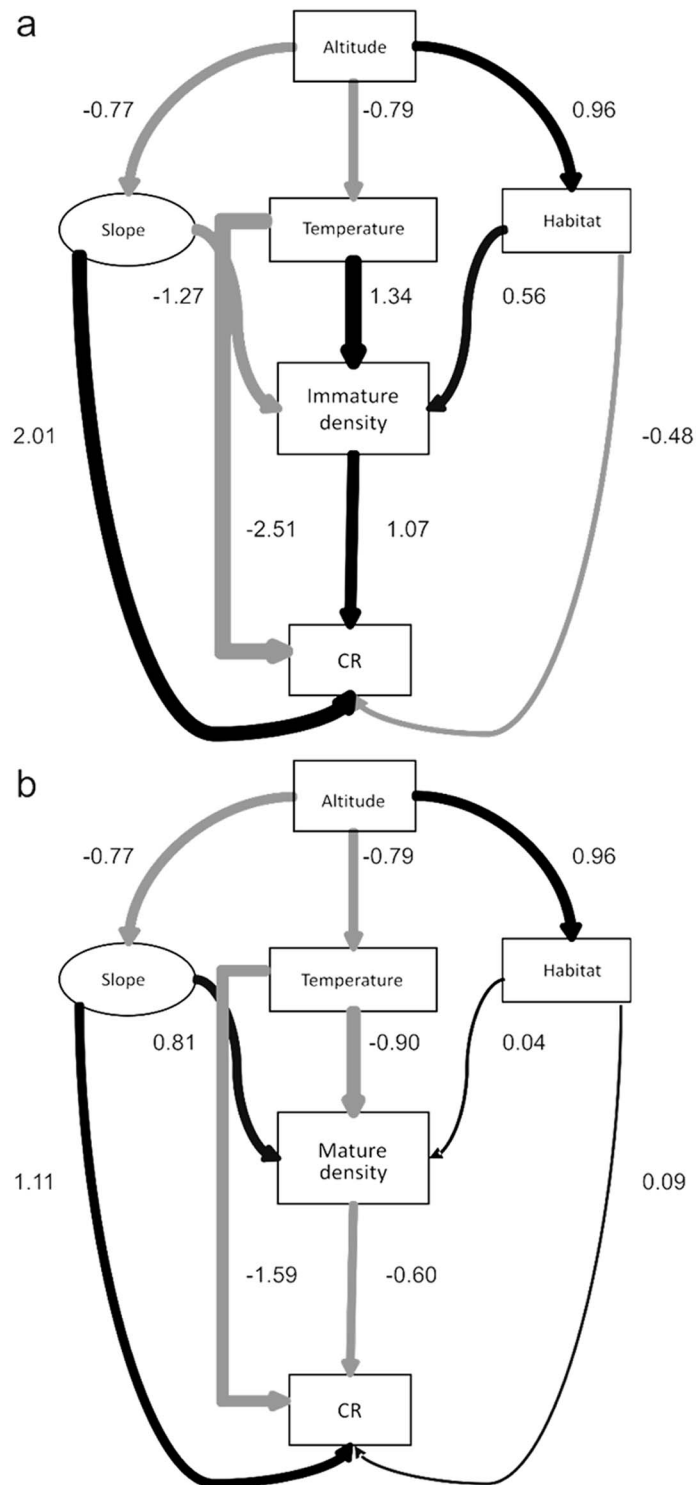 a
Altitude
-0.77
-0.79
0.96
Slope
Temperature
Habitat
-1.27
1.34
0.56
Immature
density
2.01
-0.48
-2.51
1.07
CR
b
Altitude
-0.77
-0.79
0.96
Slope
Temperature
Habitat
0.81
-0.90
0.04
Mature
density
1.11
0.09
-1.59
-0.60
CR